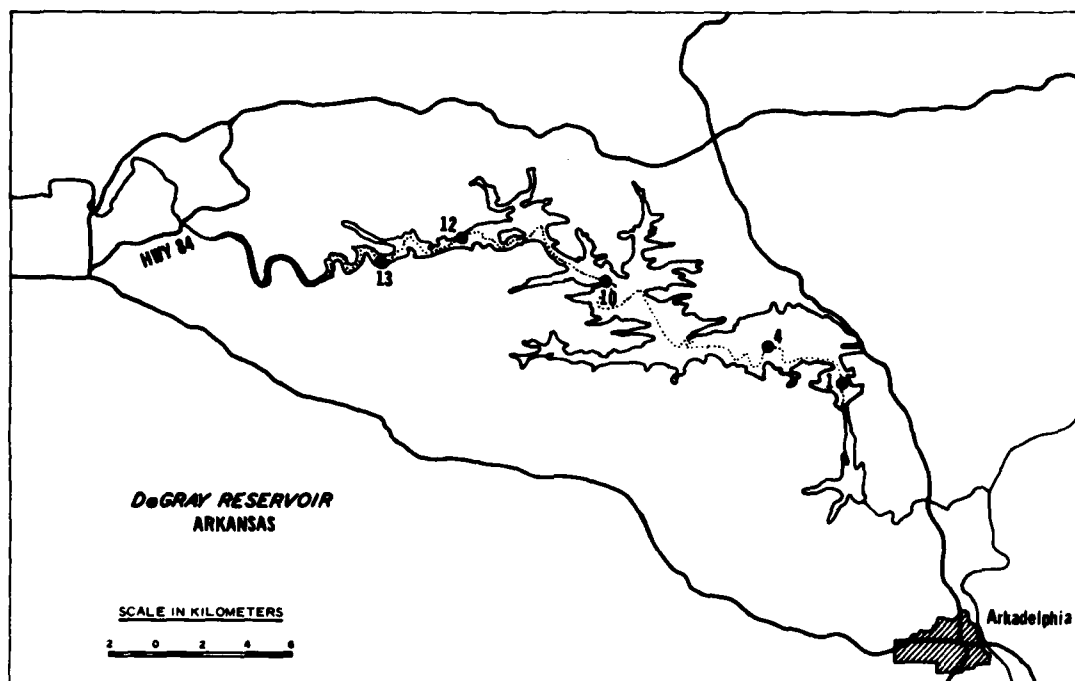 HWY 84
12
13
10
4
1
DeGRAY RESERVOIR
ARKANSAS
SCALE IN KILOMETERS
2 0 2 4 6
Arkadelphia